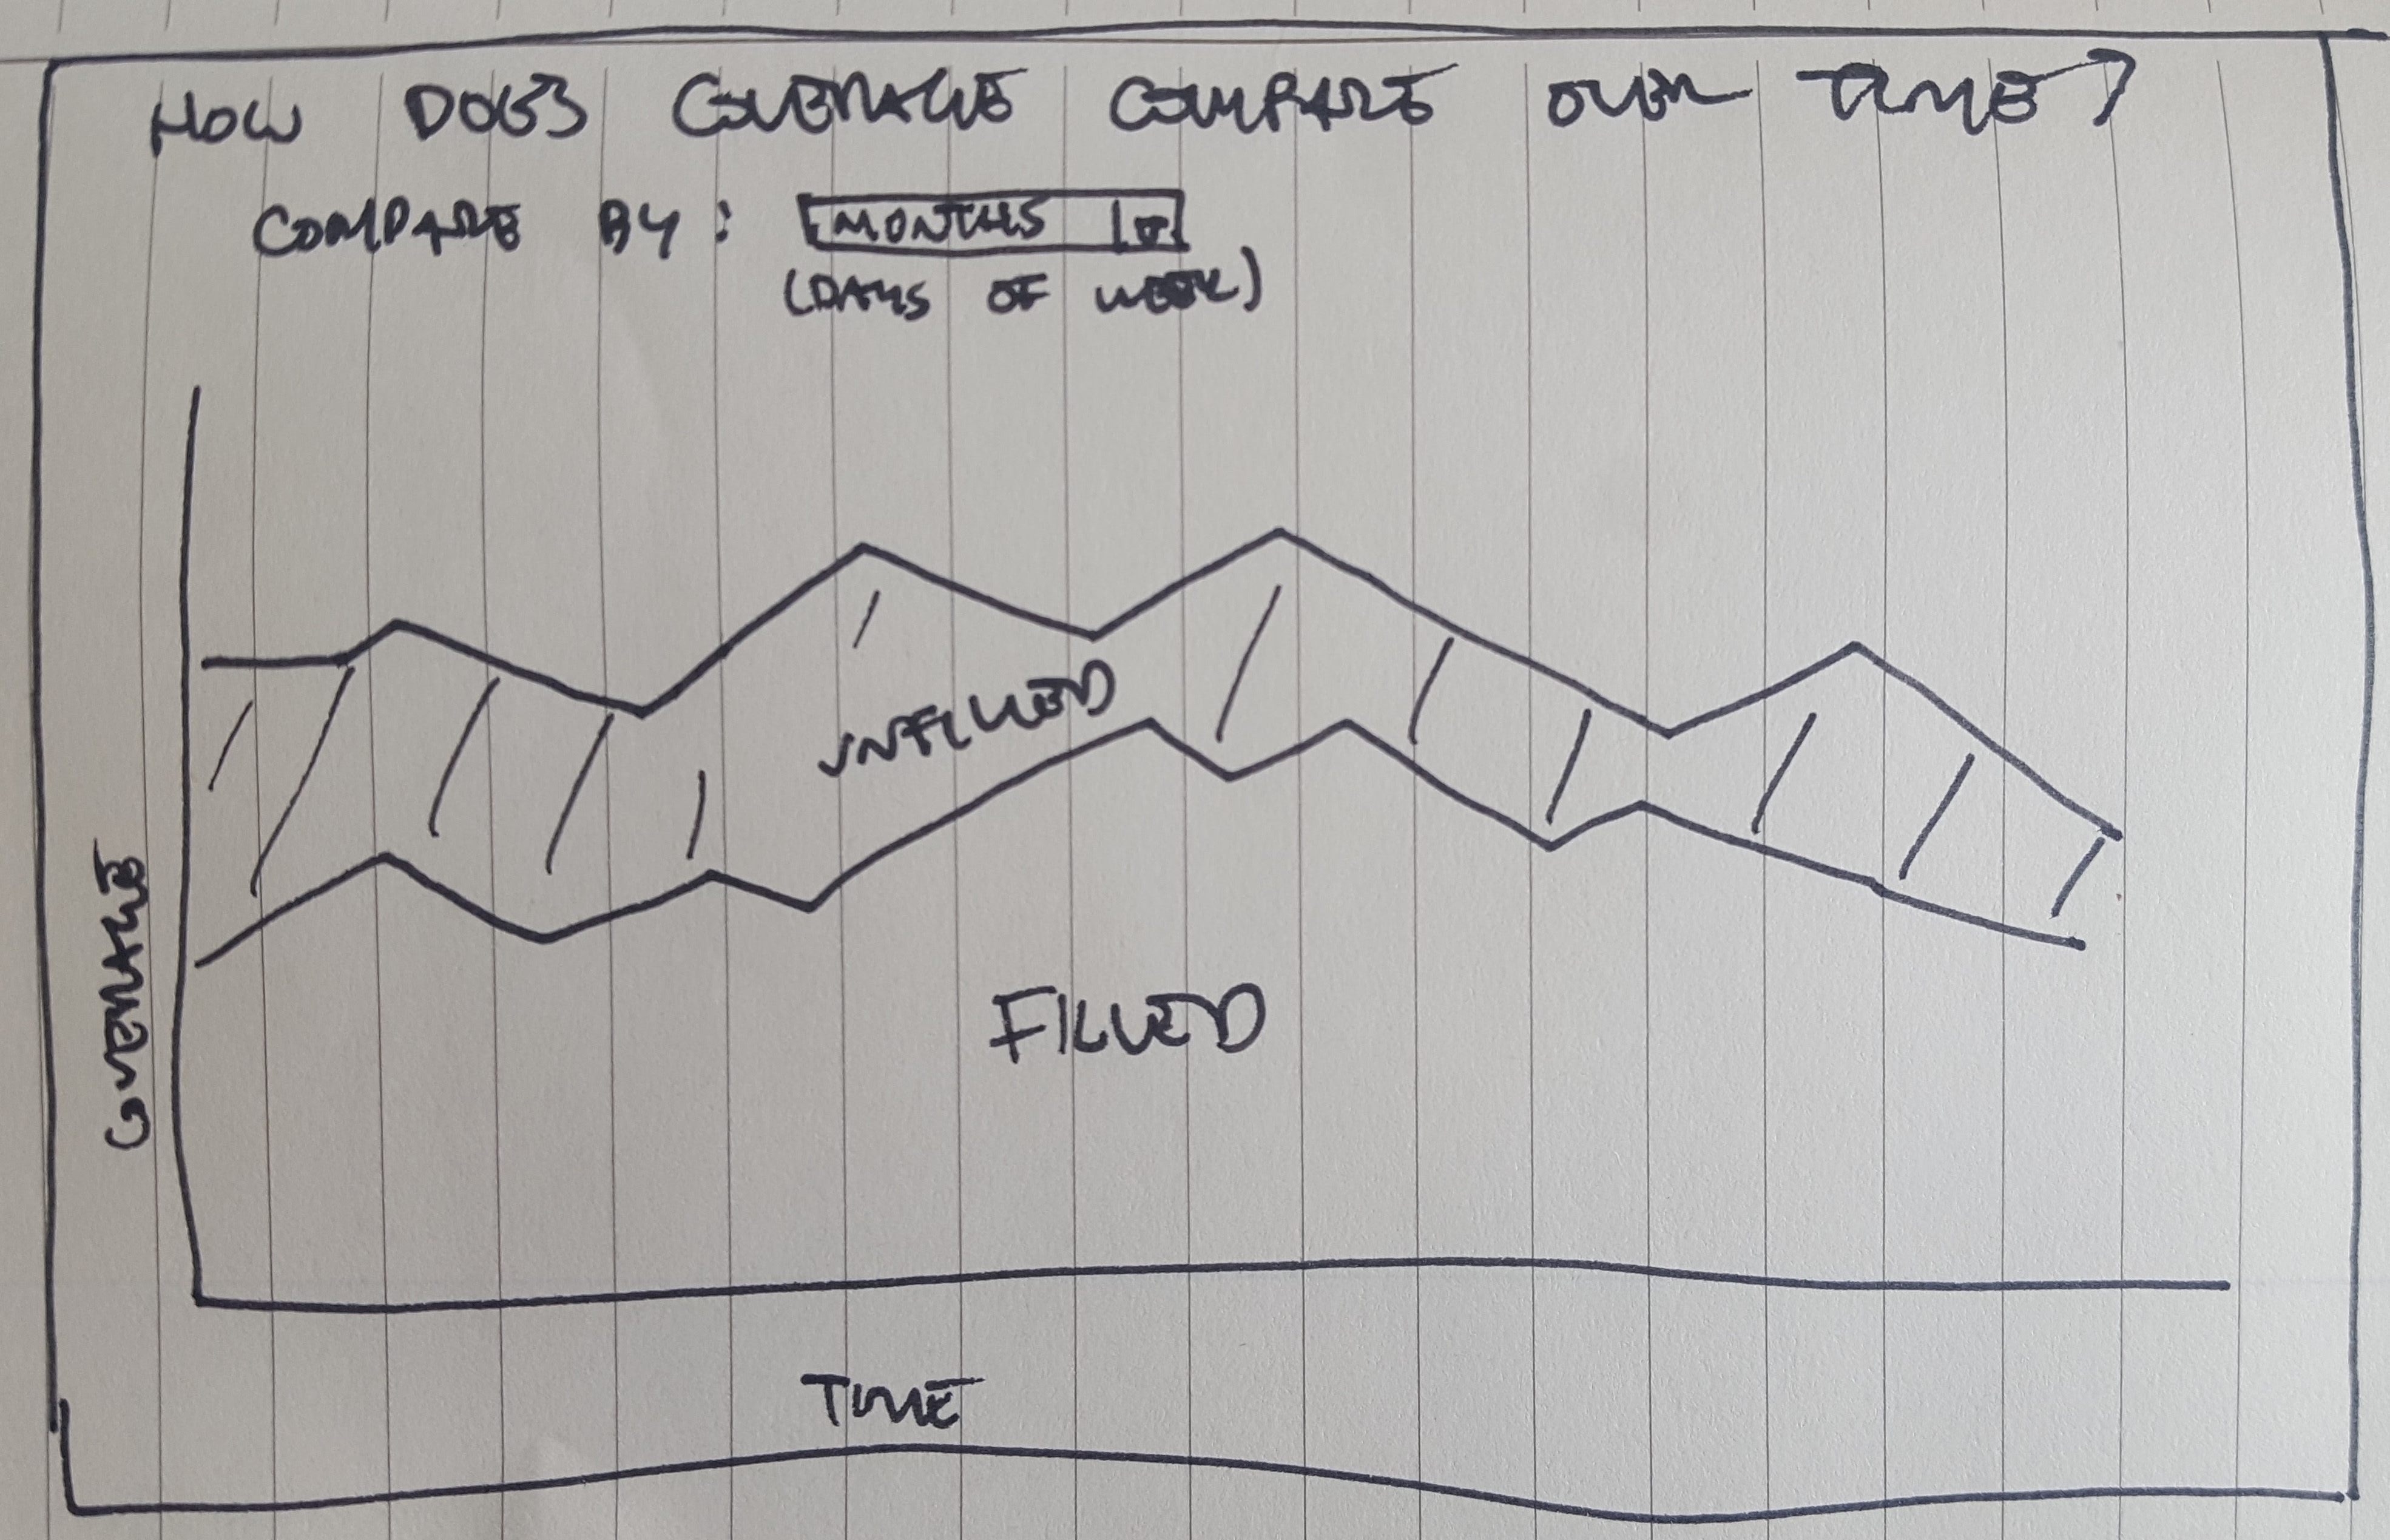 HOW DOES COVERAGE COMPARE OVER TIME?
COMPARE BY: MONTHS
(DAYS OF WEEK)
UNFILLED
FILLED
COVERAGE
TIME